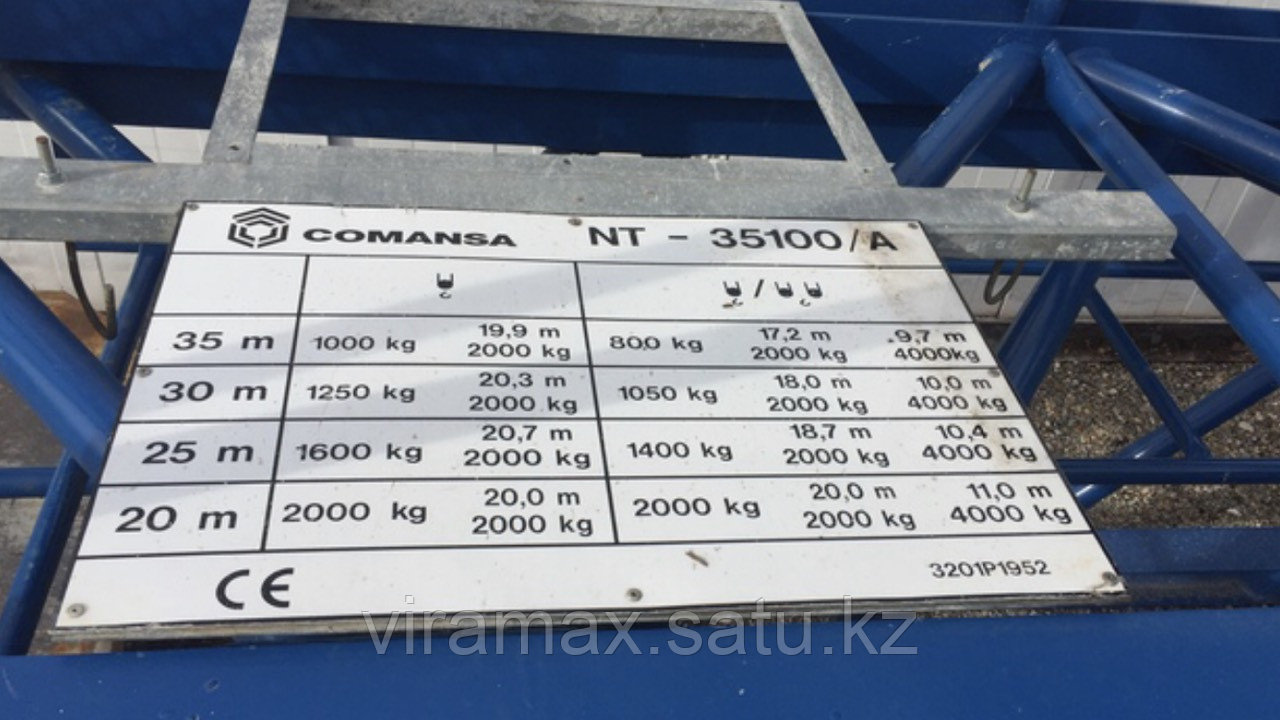 COMANSA NT - 35100/A
/
35 m 1000 kg 19,9 m 2000 kg 800 kg 17,2 m 2000 kg 9,7 m 4000kg
30 m 1250 kg 20,3 m 2000 kg 1050 kg 18,0 m 2000 kg 10,0 m 4000 kg
25 m 1600 kg 20,7 m 2000 kg 1400 kg 18,7 m 2000 kg 10,4 m 4000 kg
20 m 2000 kg 20,0 m 2000 kg 2000 kg 20,0 m 2000 kg 11,0 m 4000 kg
CE 3201P1952
viramax.satu.kz